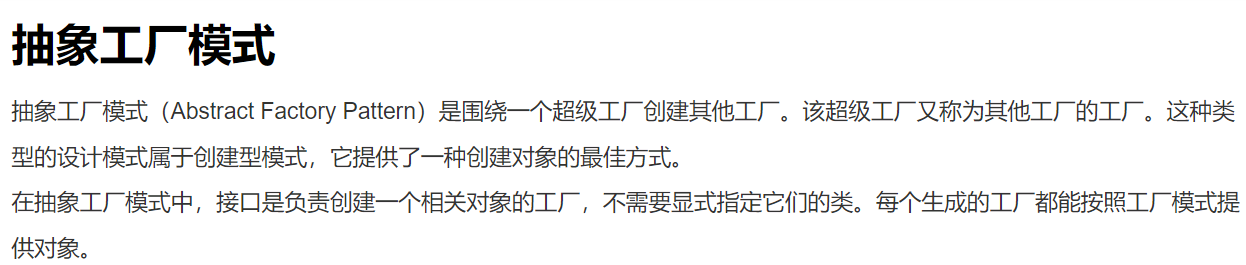 抽象工厂模式
抽象工厂模式（Abstract Factory Pattern）是围绕一个超级工厂创建其他工厂。该超级工厂又称为其他工厂的工厂。这种类
型的设计模式属于创建型模式，它提供了一种创建对象的最佳方式。
在抽象工厂模式中，接口是负责创建一个相关对象的工厂，不需要显式指定它们的类。每个生成的工厂都能按照工厂模式提
供对象。